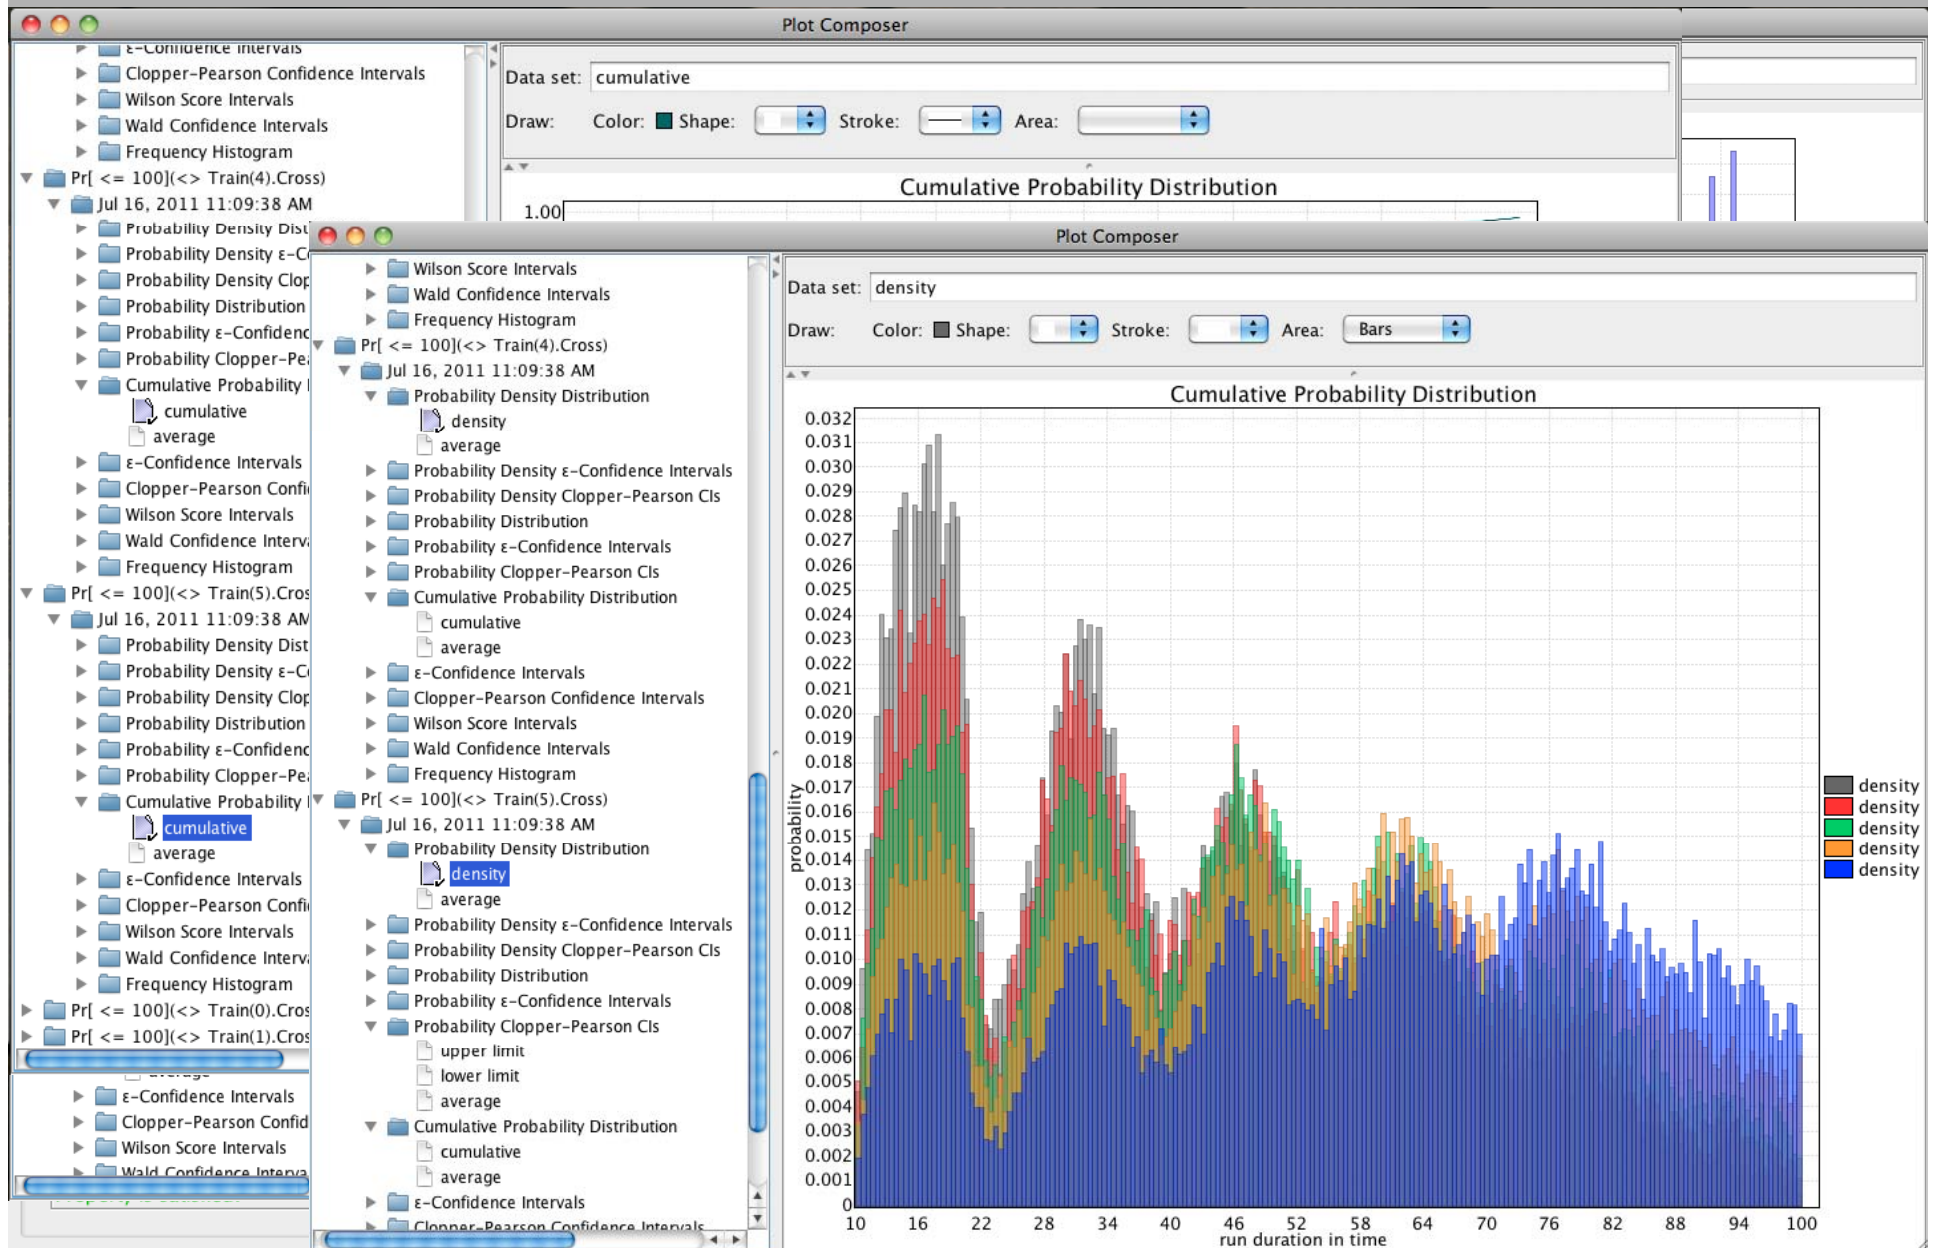 Plot Composer
ε-Confidence Intervals
Clopper-Pearson Confidence Intervals
Wilson Score Intervals
Wald Confidence Intervals
Frequency Histogram
Pr[ <= 100](<> Train(4).Cross)
Jul 16, 2011 11:09:38 AM
Probability Density Dist
Probability Density ε-C
Probability Density Clop
Probability Distribution
Probability ε-Confidenc
Probability Clopper-Pe
Cumulative Probability
cumulative
average
ε-Confidence Intervals
Clopper-Pearson Confi
Wilson Score Intervals
Wald Confidence Interv
Frequency Histogram
Pr[ <= 100](<> Train(5).Cros
Jul 16, 2011 11:09:38 AM
Probability Density Dist
Probability Density ε-C
Probability Density Clop
Probability Distribution
Probability ε-Confidenc
Probability Clopper-Pe
Cumulative Probability
cumulative
average
ε-Confidence Intervals
Clopper-Pearson Confi
Wilson Score Intervals
Wald Confidence Interv
Frequency Histogram
Pr[ <= 100](<> Train(0).Cros
Pr[ <= 100](<> Train(1).Cros
average
ε-Confidence Intervals
Clopper-Pearson Confid
Wilson Score Intervals
Wald Confidence Interva
Data set: cumulative
Draw: Color: Shape: Stroke: Area:
Cumulative Probability Distribution
1.00
Plot Composer
Wilson Score Intervals
Wald Confidence Intervals
Frequency Histogram
Pr[ <= 100](<> Train(4).Cross)
Jul 16, 2011 11:09:38 AM
Probability Density Distribution
density
average
Probability Density ε-Confidence Intervals
Probability Density Clopper-Pearson CIs
Probability Distribution
Probability ε-Confidence Intervals
Probability Clopper-Pearson CIs
Cumulative Probability Distribution
cumulative
average
ε-Confidence Intervals
Clopper-Pearson Confidence Intervals
Wilson Score Intervals
Wald Confidence Intervals
Frequency Histogram
Pr[ <= 100](<> Train(5).Cross)
Jul 16, 2011 11:09:38 AM
Probability Density Distribution
density
average
Probability Density ε-Confidence Intervals
Probability Density Clopper-Pearson CIs
Probability Distribution
Probability ε-Confidence Intervals
Probability Clopper-Pearson CIs
upper limit
lower limit
average
Cumulative Probability Distribution
cumulative
average
ε-Confidence Intervals
Clopper-Pearson Confidence Intervals
Data set: density
Draw: Color: Shape: Stroke: Area: Bars
Cumulative Probability Distribution
0.032
0.031
0.030
0.029
0.028
0.027
0.026
0.025
0.024
0.023
0.022
0.021
0.020
0.019
0.018
0.017
0.016
0.015
0.014
0.013
0.012
0.011
0.010
0.009
0.008
0.007
0.006
0.005
0.004
0.003
0.002
0.001
0
probability
10 16 22 28 34 40 46 52 58 64 70 76 82 88 94 100
run duration in time
density
density
density
density
density